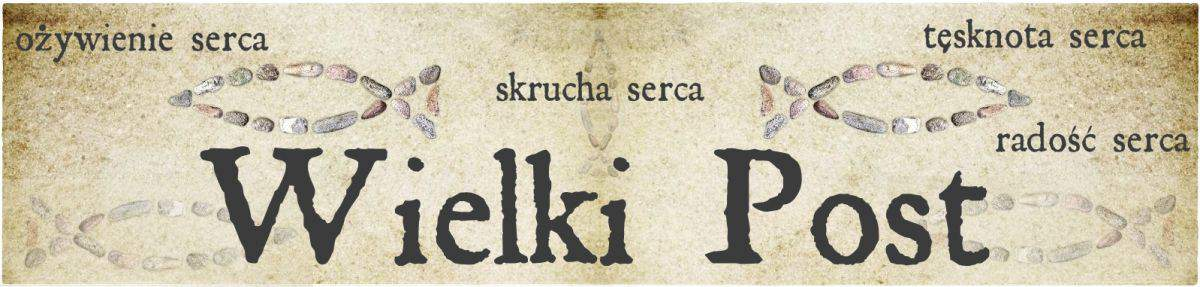 ożywienie serca
tęsknota serca
skrucha serca
radość serca
Wielki Post